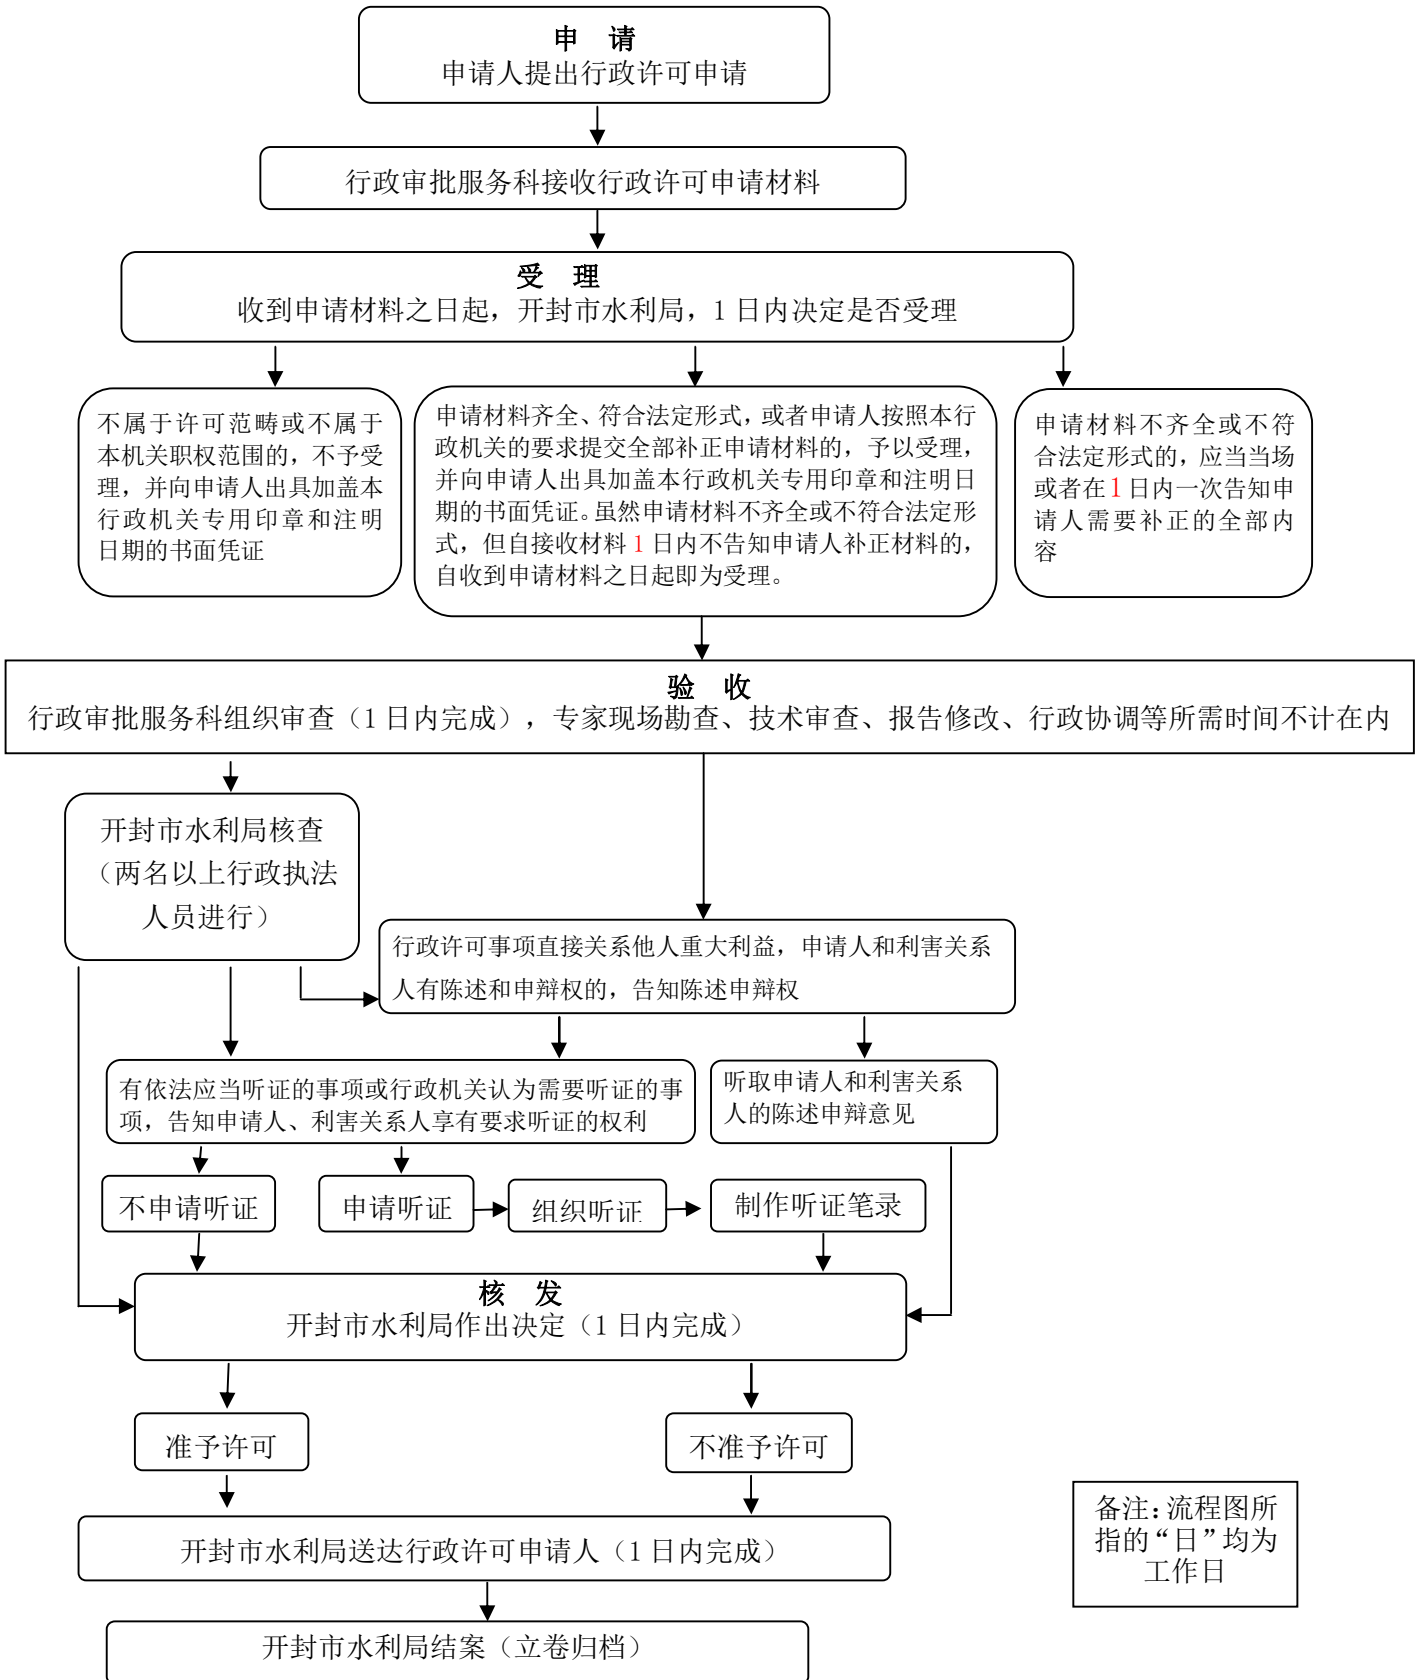 申 请
申请人提出行政许可申请
行政审批服务科接收行政许可申请材料
受 理
收到申请材料之日起，开封市水利局，1 日内决定是否受理
不属于许可范畴或不属于
本机关职权范围的，不予受
理，并向申请人出具加盖本
行政机关专用印章和注明
日期的书面凭证
申请材料齐全、符合法定形式，或者申请人按照本行
政机关的要求提交全部补正申请材料的，予以受理，
并向申请人出具加盖本行政机关专用印章和注明日
期的书面凭证。虽然申请材料不齐全或不符合法定形
式，但自接收材料 1 日内不告知申请人补正材料的，
自收到申请材料之日起即为受理。
申请材料不齐全或不符
合法定形式的，应当当场
或者在1日内一次告知申
请人需要补正的全部内
容
验 收
行政审批服务科组织审查（1 日内完成），专家现场勘查、技术审查、报告修改、行政协调等所需时间不计在内
开封市水利局核查
（两名以上行政执法
人员进行）
行政许可事项直接关系他人重大利益，申请人和利害关系
人有陈述和申辩权的，告知陈述申辩权
有依法应当听证的事项或行政机关认为需要听证的事
项，告知申请人、利害关系人享有要求听证的权利
听取申请人和利害关系
人的陈述申辩意见
不申请听证
申请听证
组织听证
制作听证笔录
核 发
开封市水利局作出决定（1 日内完成）
准予许可
不准予许可
开封市水利局送达行政许可申请人（1 日内完成）
备注：流程图所
指的“日”均为
工作日
开封市水利局结案（立卷归档）